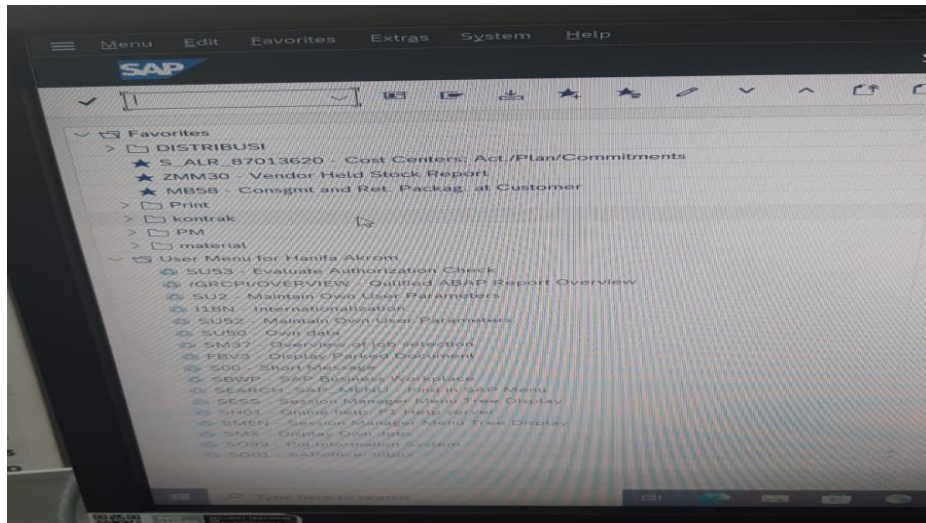 Menu Edit Favorites Extras System Help
SAP
Favorites
DISTRIBUSI
S_ALR_87013620 - Cost Centers: Act./Plan/Commitments
ZMM30 - Vendor Held Stock Report
MB58 - Consgmt and Ret. Packag. at Customer
Print
kontrak
PM
material
User Menu for Hanifa Akrom
SU53 - Evaluate Authorization Check
/GRCPI/OVERVIEW - Qulified ABAP Report Overview
SU2 - Maintain Own User Parameters
I18N - Internationalization
SU52 - Maintain Own User Parameters
SU50 - Own data
SM37 - Overview of job selection
FBV3 - Display Parked Document
SO0 - Short Message
SBWP - SAP Business Workplace
SEARCH_SAP_MENU - Find in SAP Menu
SESS - Session Manager Menu Tree Display
SH01 - Online help: F1 Help server
SMEN - Session Manager Menu Tree Display
SMX - Display Own Jobs
SO99 - Information System
SO01 - SAPoffice: Inbox
Type here to search